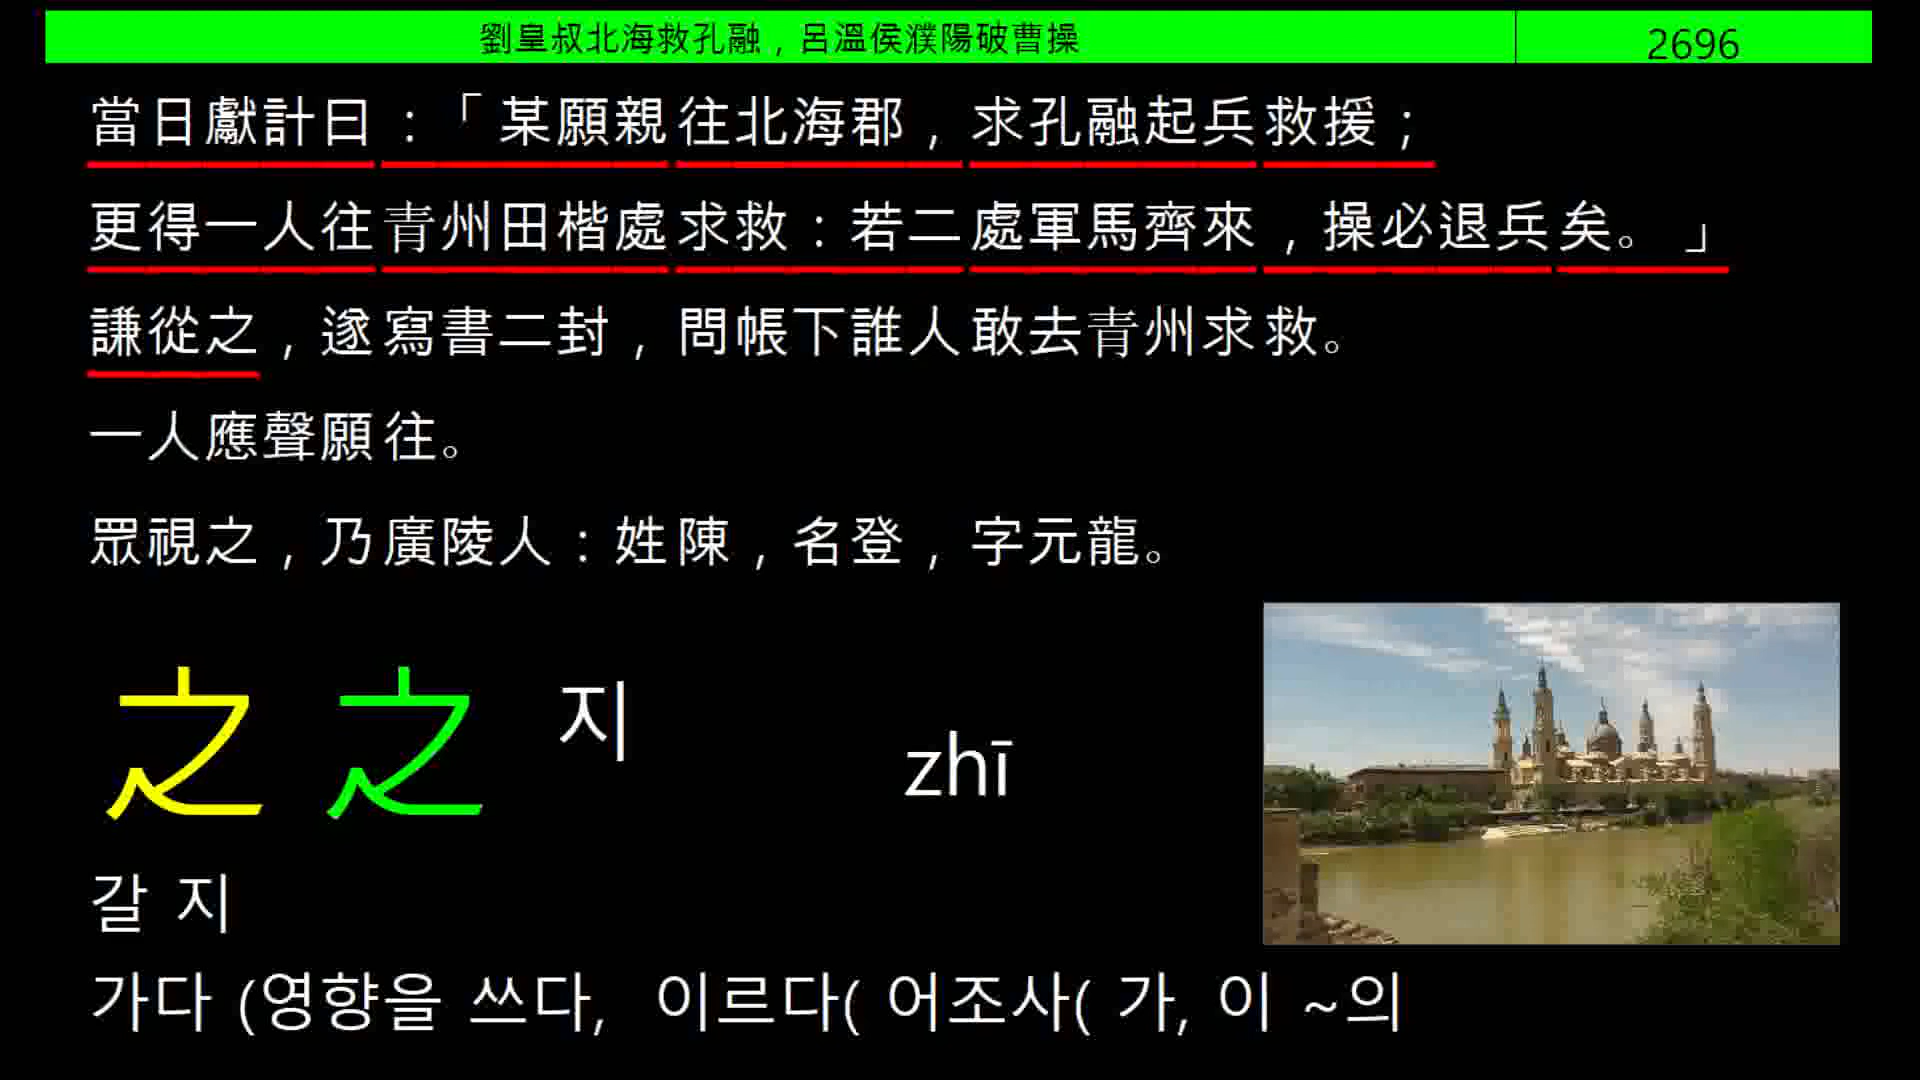 劉皇叔北海救孔融，呂溫侯濮陽破曹操
2696
當日獻計曰：「某願親往北海郡，求孔融起兵救援；
更得一人往青州田楷處求救：若二處軍馬齊來，操必退兵矣。」
謙從之，遂寫書二封，問帳下誰人敢去青州求救。
一人應聲願往。
眾視之，乃廣陵人：姓陳，名登，字元龍。
之 之 지 zhī
갈 지
가다 (영향을 쓰다, 이르다( 어조사( 가, 이 ~의